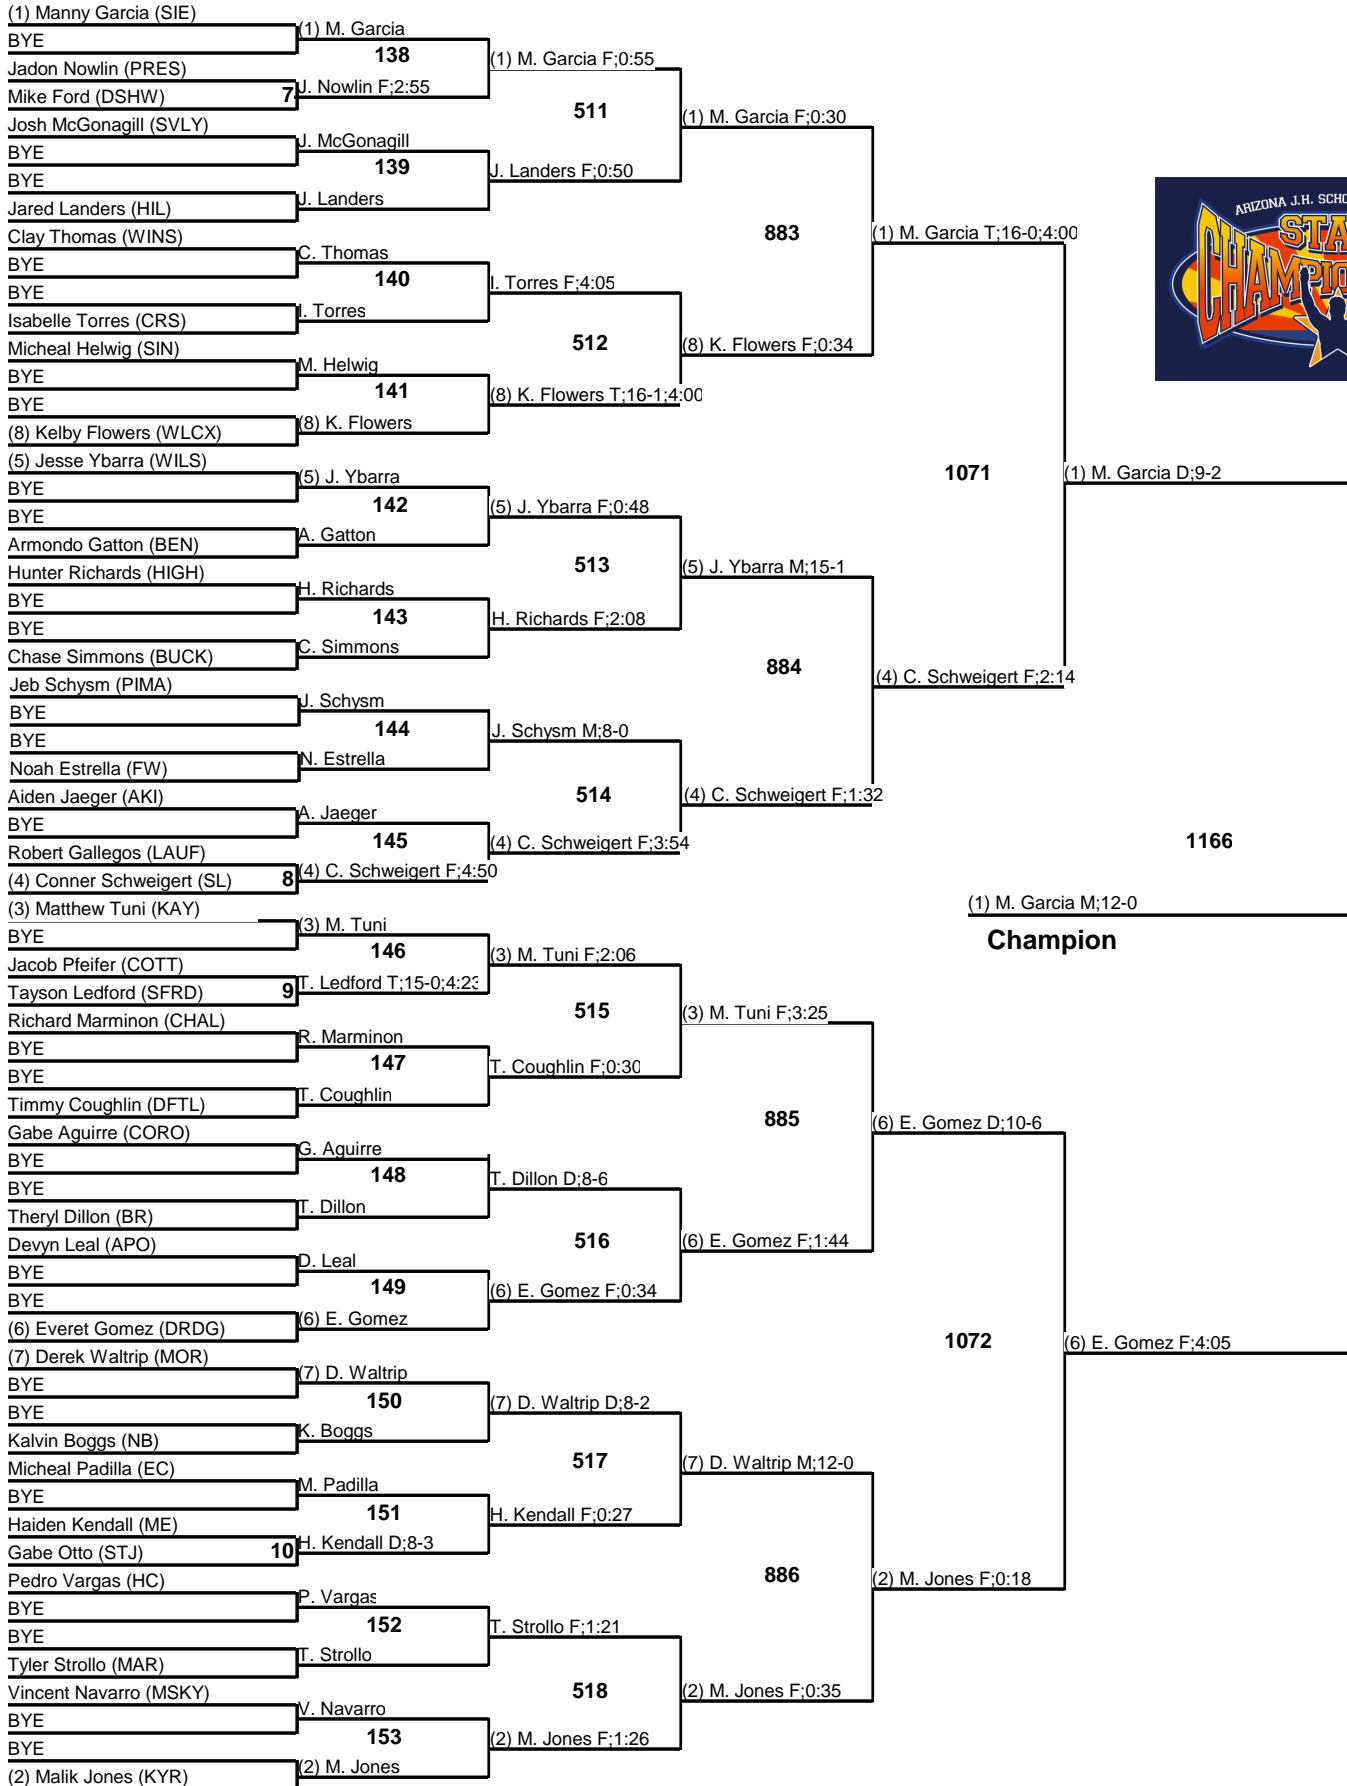 (1) Manny Garcia (SIE)
BYE
Jadon Nowlin (PRES)
Mike Ford (DSHW)
7
Josh McGonagill (SVLY)
BYE
BYE
Jared Landers (HIL)
Clay Thomas (WINS)
BYE
BYE
Isabelle Torres (CRS)
Micheal Helwig (SIN)
BYE
BYE
(8) Kelby Flowers (WLCX)
(5) Jesse Ybarra (WILS)
BYE
BYE
Armondo Gatton (BEN)
Hunter Richards (HIGH)
BYE
BYE
Chase Simmons (BUCK)
Jeb Schysm (PIMA)
BYE
BYE
Noah Estrella (FW)
Aiden Jaeger (AKI)
BYE
Robert Gallegos (LAUF)
(4) Conner Schweigert (SL)
8
(3) Matthew Tuni (KAY)
BYE
Jacob Pfeifer (COTT)
Tayson Ledford (SFRD)
9
Richard Marminon (CHAL)
BYE
BYE
Timmy Coughlin (DFTL)
Gabe Aguirre (CORO)
BYE
BYE
Theryl Dillon (BR)
Devyn Leal (APO)
BYE
BYE
(6) Everet Gomez (DRDG)
(7) Derek Waltrip (MOR)
BYE
BYE
Kalvin Boggs (NB)
Micheal Padilla (EC)
BYE
Haiden Kendall (ME)
Gabe Otto (STJ)
10
Pedro Vargas (HC)
BYE
BYE
Tyler Strollo (MAR)
Vincent Navarro (MSKY)
BYE
BYE
(2) Malik Jones (KYR)
(1) M. Garcia
138
J. Nowlin F;2:55
J. McGonagill
139
J. Landers
C. Thomas
140
I. Torres
M. Helwig
141
(8) K. Flowers
(5) J. Ybarra
142
A. Gatton
H. Richards
143
C. Simmons
J. Schysm
144
N. Estrella
A. Jaeger
145
(4) C. Schweigert F;4:50
(3) M. Tuni
146
T. Ledford T;15-0;4:23
R. Marminon
147
T. Coughlin
G. Aguirre
148
T. Dillon
D. Leal
149
(6) E. Gomez
(7) D. Waltrip
150
K. Boggs
M. Padilla
151
H. Kendall D;8-3
P. Vargas
152
T. Strollo
V. Navarro
153
(2) M. Jones
(1) M. Garcia F;0:55
511
J. Landers F;0:50
I. Torres F;4:05
512
(8) K. Flowers T;16-1;4:00
(5) J. Ybarra F;0:48
513
H. Richards F;2:08
J. Schysm M;8-0
514
(4) C. Schweigert F;3:54
(3) M. Tuni F;2:06
515
T. Coughlin F;0:30
T. Dillon D;8-6
516
(6) E. Gomez F;0:34
(7) D. Waltrip D;8-2
517
H. Kendall F;0:27
T. Strollo F;1:21
518
(2) M. Jones F;1:26
(1) M. Garcia F;0:30
883
(8) K. Flowers F;0:34
(5) J. Ybarra M;15-1
884
(4) C. Schweigert F;1:32
(3) M. Tuni F;3:25
885
(6) E. Gomez F;1:44
(7) D. Waltrip M;12-0
886
(2) M. Jones F;0:35
(1) M. Garcia T;16-0;4:00
1071
(4) C. Schweigert F;2:14
(6) E. Gomez D;10-6
1072
(2) M. Jones F;0:18
ARIZONA J.H. SCHO
STA
CHAMPIO
(1) M. Garcia D;9-2
1166
(6) E. Gomez F;4:05
(1) M. Garcia M;12-0
Champion